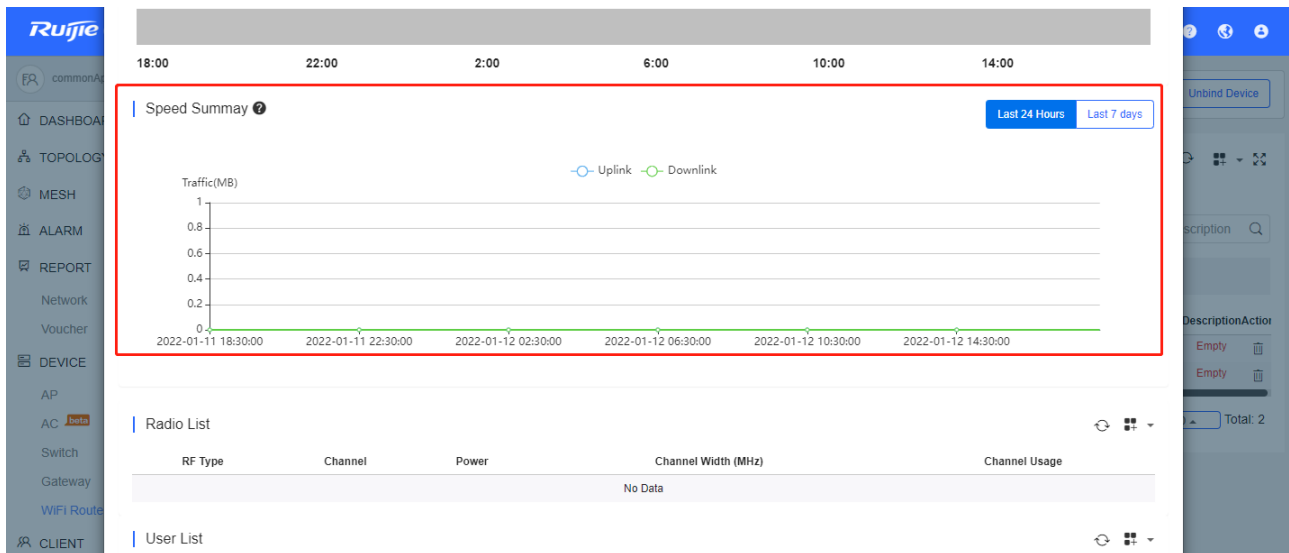 Ruijie
18:00 22:00 2:00 6:00 10:00 14:00
commonAp
Unbind Device
Speed Summay
Last 24 Hours Last 7 days
DASHBOAR
TOPOLOG
MESH
ALARM
REPORT
Network
Voucher
DEVICE
AP
AC beta
Switch
Gateway
WiFi Route
CLIENT
Uplink Downlink
Traffic(MB)
1
0.8
0.6
0.4
0.2
0
2022-01-11 18:30:00 2022-01-11 22:30:00 2022-01-12 02:30:00 2022-01-12 06:30:00 2022-01-12 10:30:00 2022-01-12 14:30:00
Radio List
RF Type Channel Power Channel Width (MHz) Channel Usage
No Data
User List
scription
Description Action
Empty
Empty
Total: 2